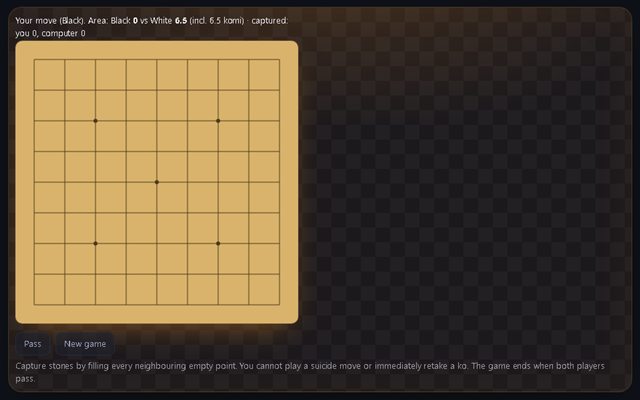 Your move (Black). Area: Black 0 vs White 6.5 (incl. 6.5 komi) · captured:
you 0, computer 0
Pass
New game
Capture stones by filling every neighbouring empty point. You cannot play a suicide move or immediately retake a ko. The game ends when both players
pass.